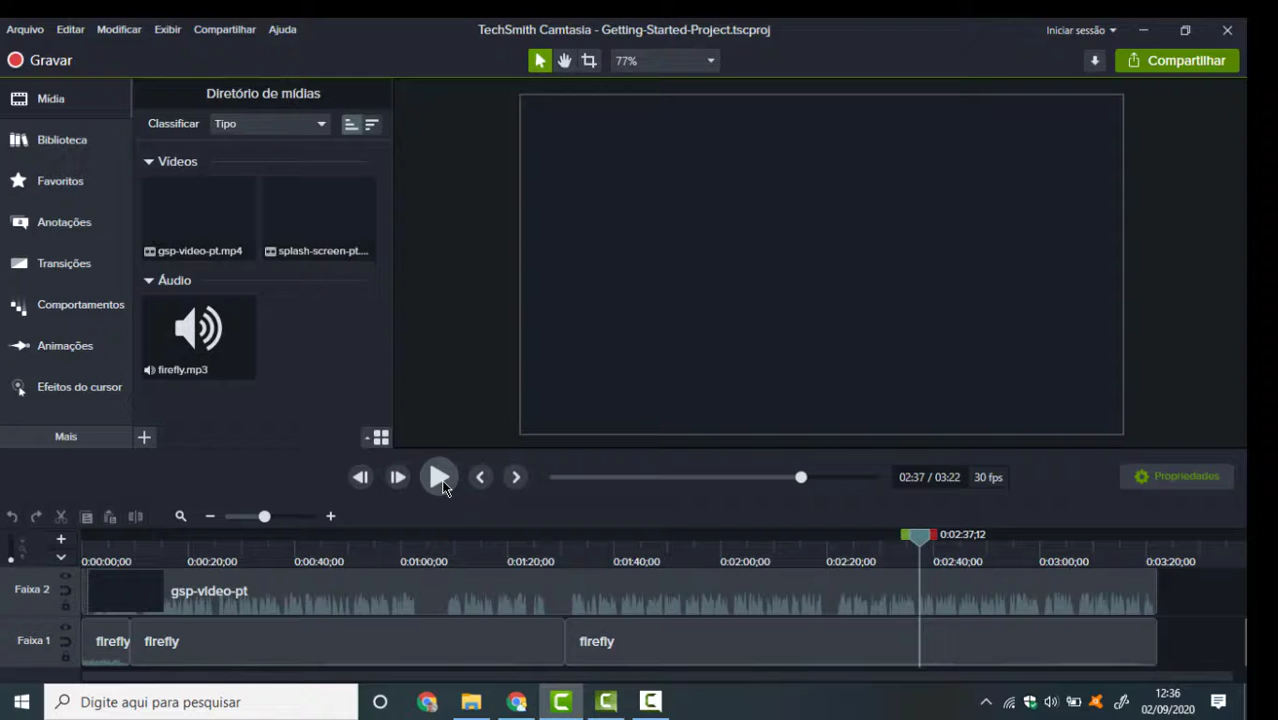 Arquivo Editar Modificar Exibir Compartilhar Ajuda
TechSmith Camtasia - Getting-Started-Project.tscproj
Iniciar sessão
Gravar
77%
Compartilhar
Mídia
Biblioteca
Favoritos
Anotações
Transições
Comportamentos
Animações
Efeitos do cursor
Mais
Diretório de mídias
Classificar Tipo
Vídeos
gsp-video-pt.mp4 splash-screen-pt....
Áudio
firefly.mp3
02:37 / 03:22 30 fps
Propriedades
0:02:37;12
0:00:00;00 0:00:20;00 0:00:40;00 0:01:00;00 0:01:20;00 0:01:40;00 0:02:00;00 0:02:20;00 0:02:40;00 0:03:00;00 0:03:20;00
Faixa 2 gsp-video-pt
Faixa 1 firefly firefly firefly
Digite aqui para pesquisar
12:36
02/09/2020